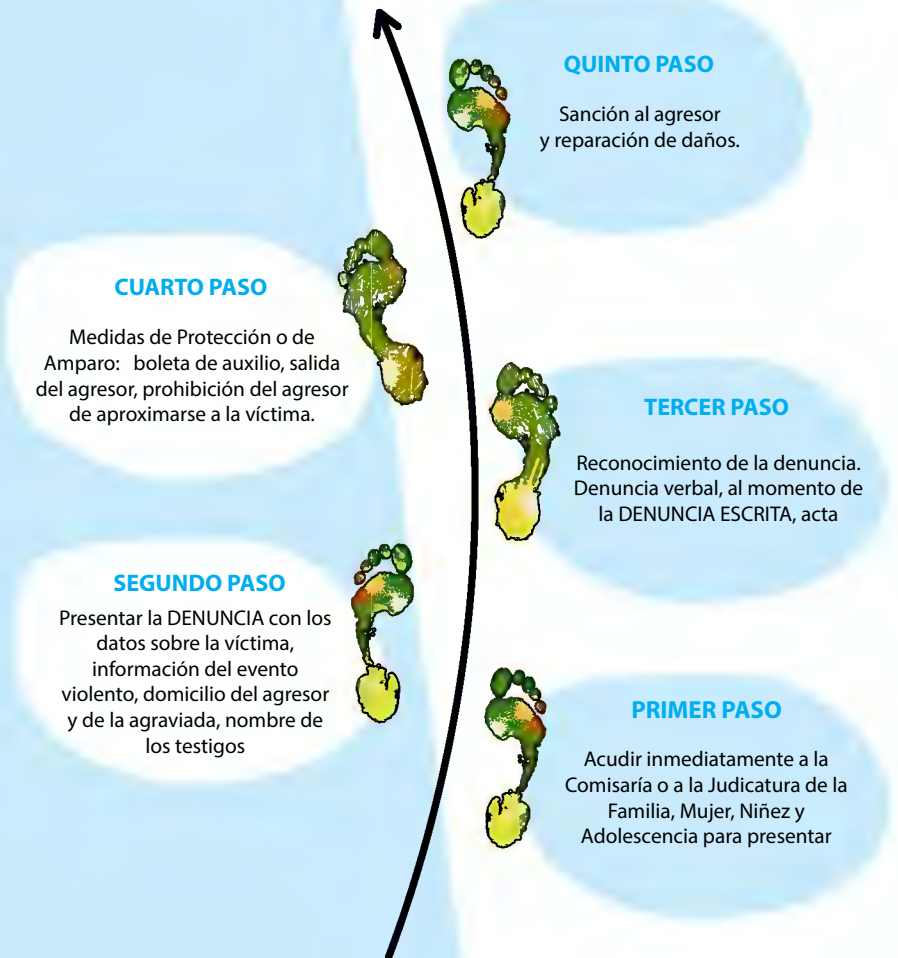 QUINTO PASO
Sanción al agresor
y reparación de daños.
CUARTO PASO
Medidas de Protección o de
Amparo: boleta de auxilio, salida
del agresor, prohibición del agresor
de aproximarse a la víctima.
TERCER PASO
Reconocimiento de la denuncia.
Denuncia verbal, al momento de
la DENUNCIA ESCRITA, acta
SEGUNDO PASO
Presentar la DENUNCIA con los
datos sobre la víctima,
información del evento
violento, domicilio del agresor
y de la agraviada, nombre de
los testigos
PRIMER PASO
Acudir inmediatamente a la
Comisaría o a la Judicatura de la
Familia, Mujer, Niñez y
Adolescencia para presentar